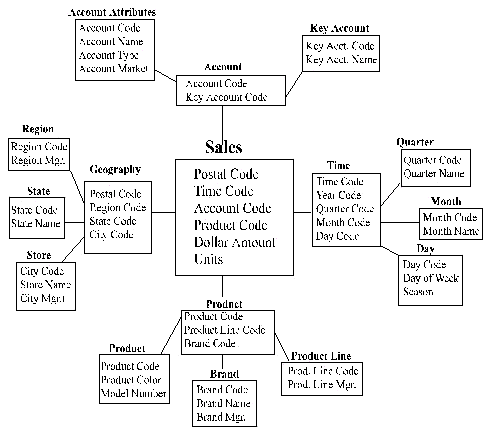 Account Attributes
Account Code
Account Name
Account Type
Account Market
Key Account
Key Acct. Code
Key Acct. Name
Account
Account Code
Key Account Code
Region
Region Code
Region Mgr.
State
State Code
State Name
Store
City Code
Store Name
City Mgmt
Geography
Postal Code
Region Code
State Code
City Code
Sales
Postal Code
Time Code
Account Code
Product Code
Dollar Amount
Units
Time
Time Code
Year Code
Quarter Code
Month Code
Day Code
Quarter
Quarter Code
Quarter Name
Month
Month Code
Month Name
Day
Day Code
Day of Week
Season
Product
Product Code
Product Line Code
Brand Code
Product
Product Code
Product Color
Model Number
Brand
Brand Code
Brand Name
Brand Mgr.
Product Line
Prod. Line Code
Prod. Line Mgr.